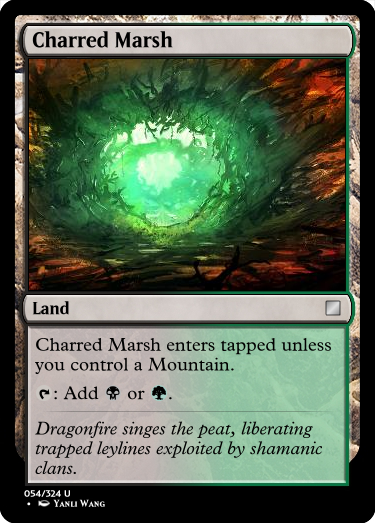 Charred Marsh
Land
Charred Marsh enters tapped unless
you control a Mountain.
: Add or .
Dragonfire singes the peat, liberating
trapped leylines exploited by shamanic
clans.
054/324 U
• Yanli Wang